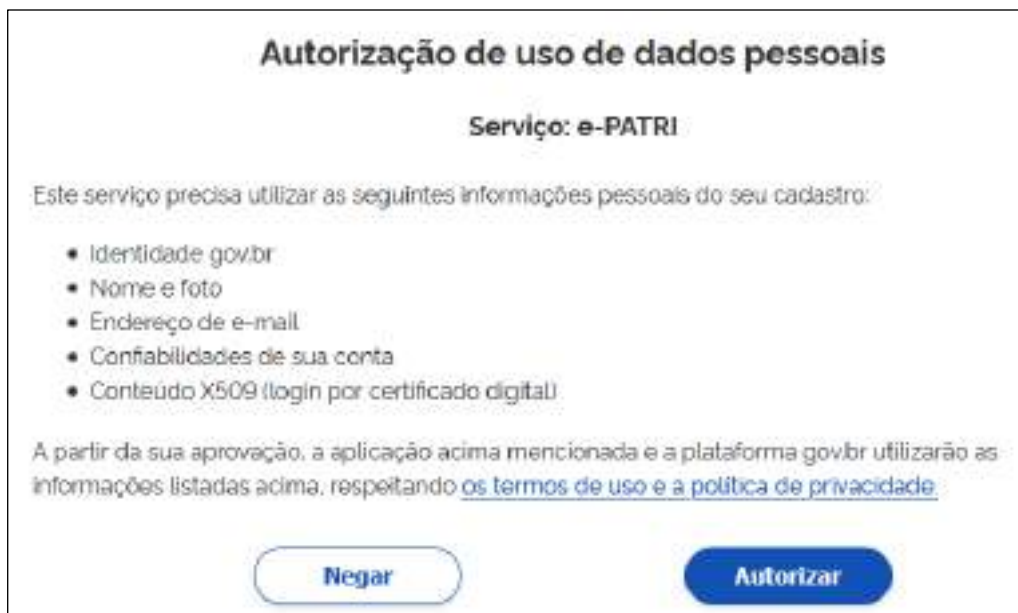 Autorização de uso de dados pessoais
Serviço: e-PATRI
Este serviço precisa utilizar as seguintes informações pessoais do seu cadastro:
• Identidade gov.br
• Nome e foto
• Endereço de e-mail
• Confiabilidades de sua conta
• Conteúdo X509 (login por certificado digital)
A partir da sua aprovação, a aplicação acima mencionada e a plataforma gov.br utilizarão as
informações listadas acima, respeitando os termos de uso e a política de privacidade.
Negar
Autorizar